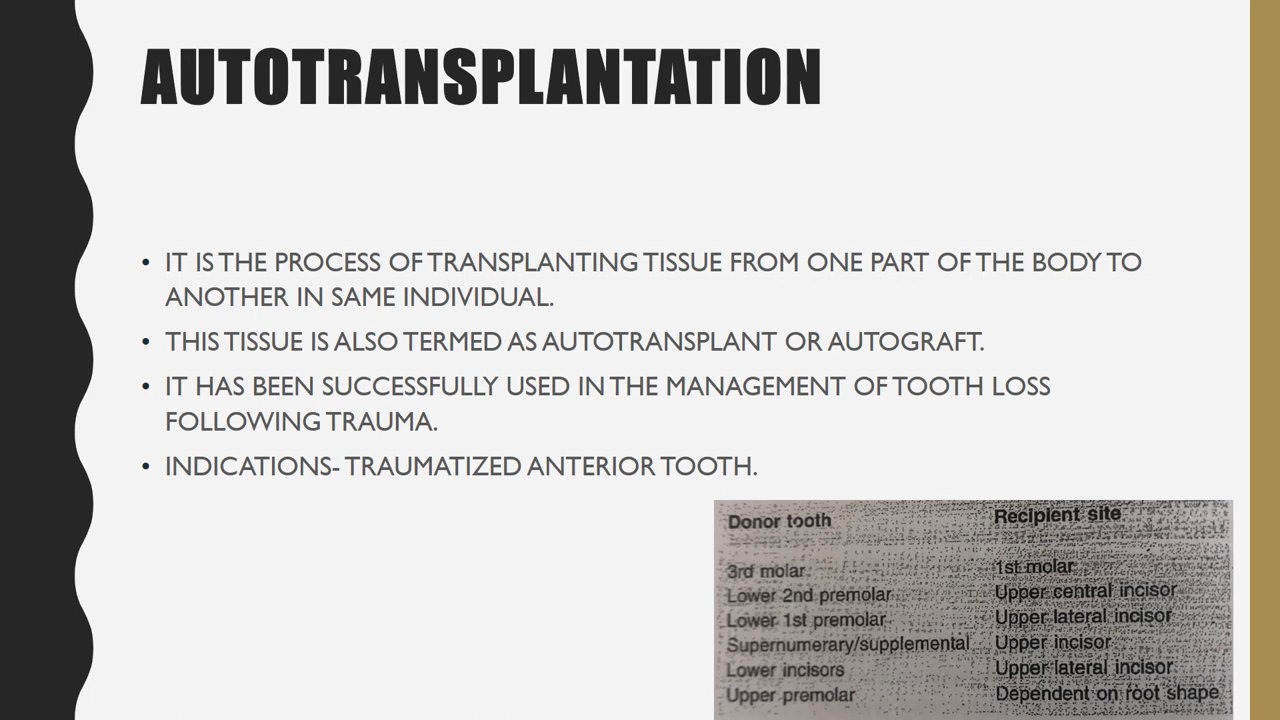 AUTOTRANSPLANTATION
• IT IS THE PROCESS OF TRANSPLANTING TISSUE FROM ONE PART OF THE BODY TO
ANOTHER IN SAME INDIVIDUAL.
• THIS TISSUE IS ALSO TERMED AS AUTOTRANSPLANT OR AUTOGRAFT.
• IT HAS BEEN SUCCESSFULLY USED IN THE MANAGEMENT OF TOOTH LOSS
FOLLOWING TRAUMA.
• INDICATIONS- TRAUMATIZED ANTERIOR TOOTH.
Donor tooth Recipient site
3rd molar 1st molar
Lower 2nd premolar Upper central incisor
Lower 1st premolar Upper lateral incisor
Supernumerary/supplemental Upper incisor
Lower incisors Upper lateral incisor
Upper premolar Dependent on root shape